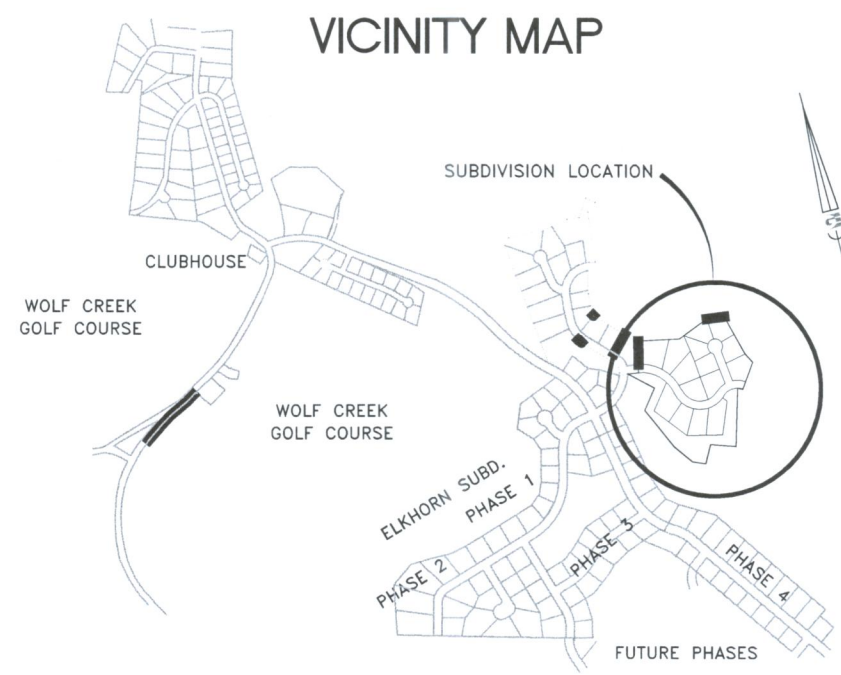 VICINITY MAP
SUBDIVISION LOCATION
CLUBHOUSE
WOLF CREEK
GOLF COURSE
WOLF CREEK
GOLF COURSE
ELKHORN SUBD.
PHASE 1
PHASE 2
PHASE 3
PHASE 4
FUTURE PHASES